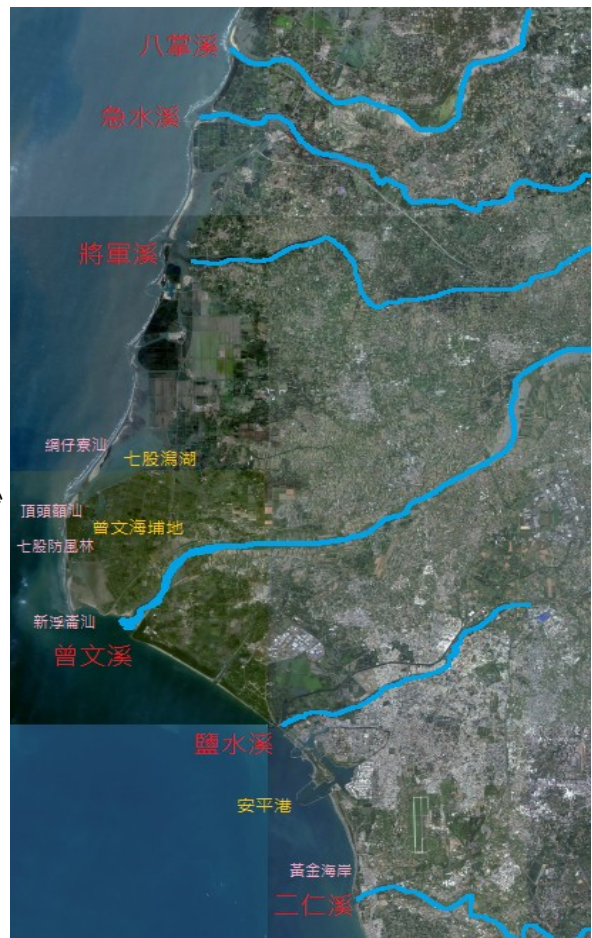 八掌溪
急水溪
將軍溪
網仔寮汕
七股潟湖
頂頭額汕
曾文海埔地
七股防風林
新浮崙汕
曾文溪
鹽水溪
安平港
黃金海岸
二仁溪